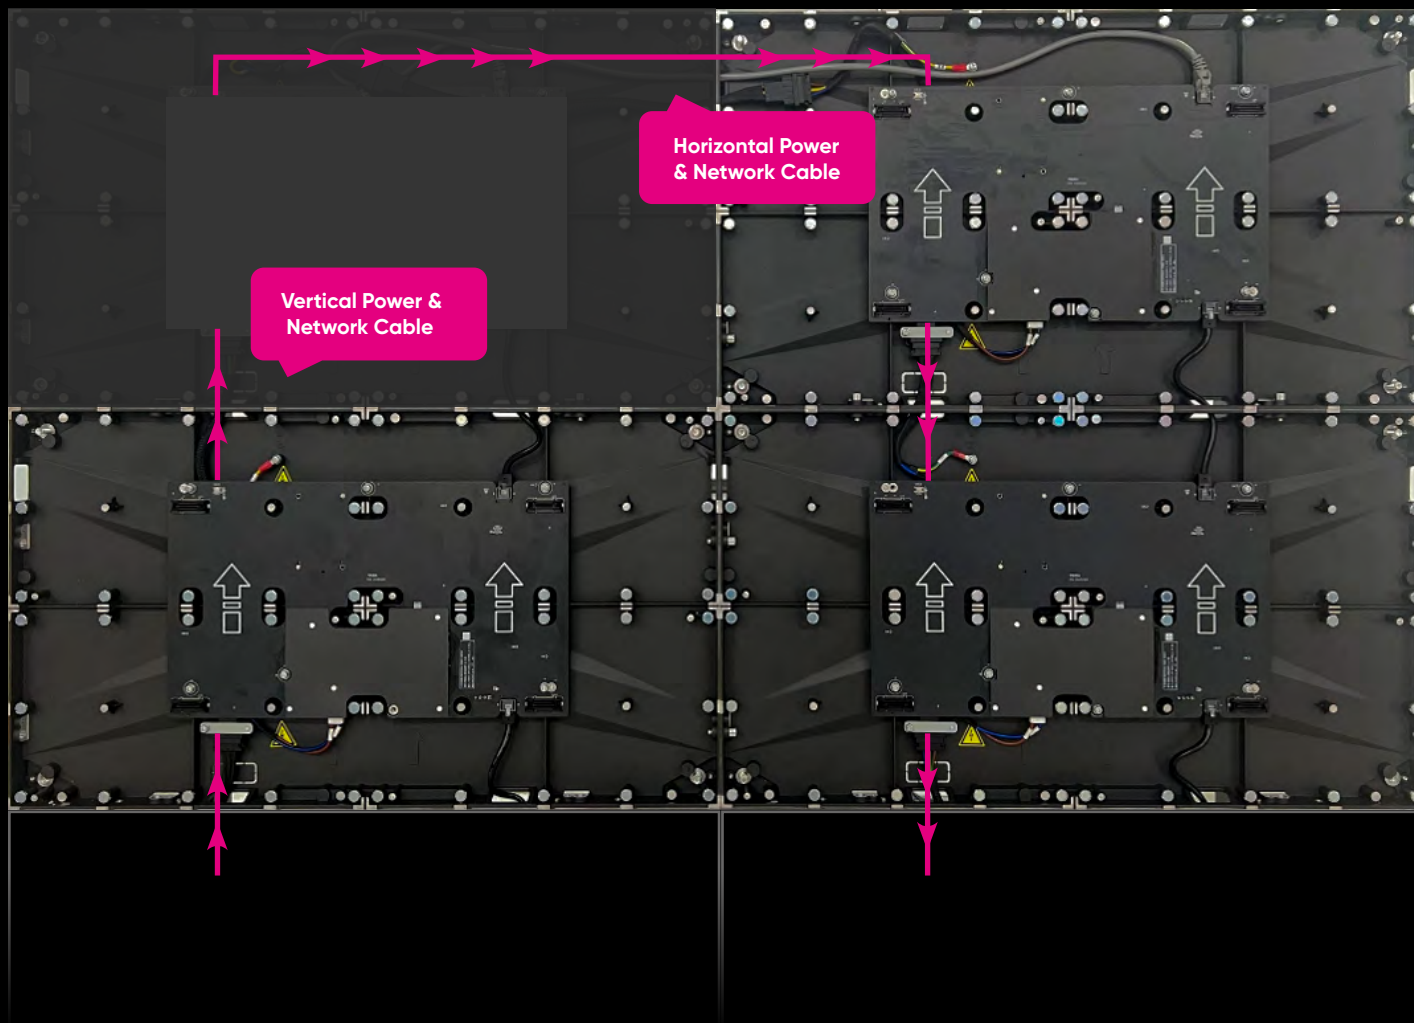 Horizontal Power
& Network Cable
Vertical Power &
Network Cable